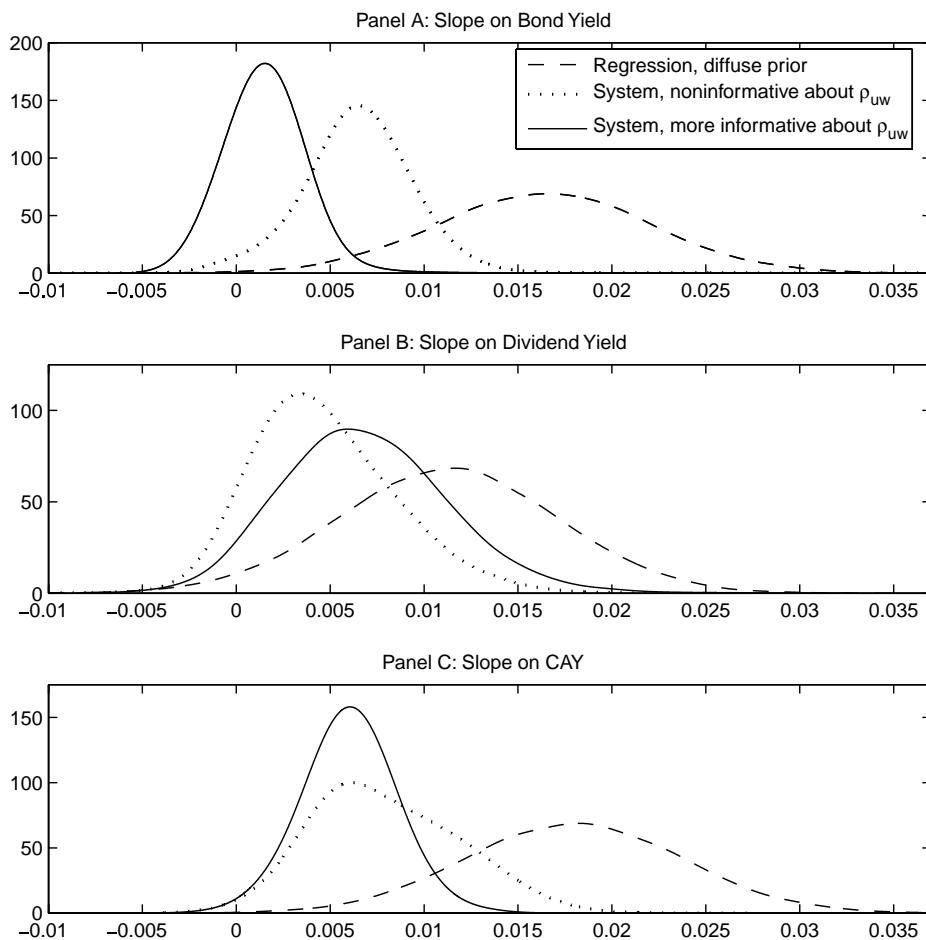 Panel A: Slope on Bond Yield
200
150
100
50
0
Regression, diffuse prior
System, noninformative about ρuw
System, more informative about ρuw
−0.01 −0.005 0 0.005 0.01 0.015 0.02 0.025 0.03 0.035
Panel B: Slope on Dividend Yield
100
50
0
−0.01 −0.005 0 0.005 0.01 0.015 0.02 0.025 0.03 0.035
Panel C: Slope on CAY
150
100
50
0
−0.01 −0.005 0 0.005 0.01 0.015 0.02 0.025 0.03 0.035